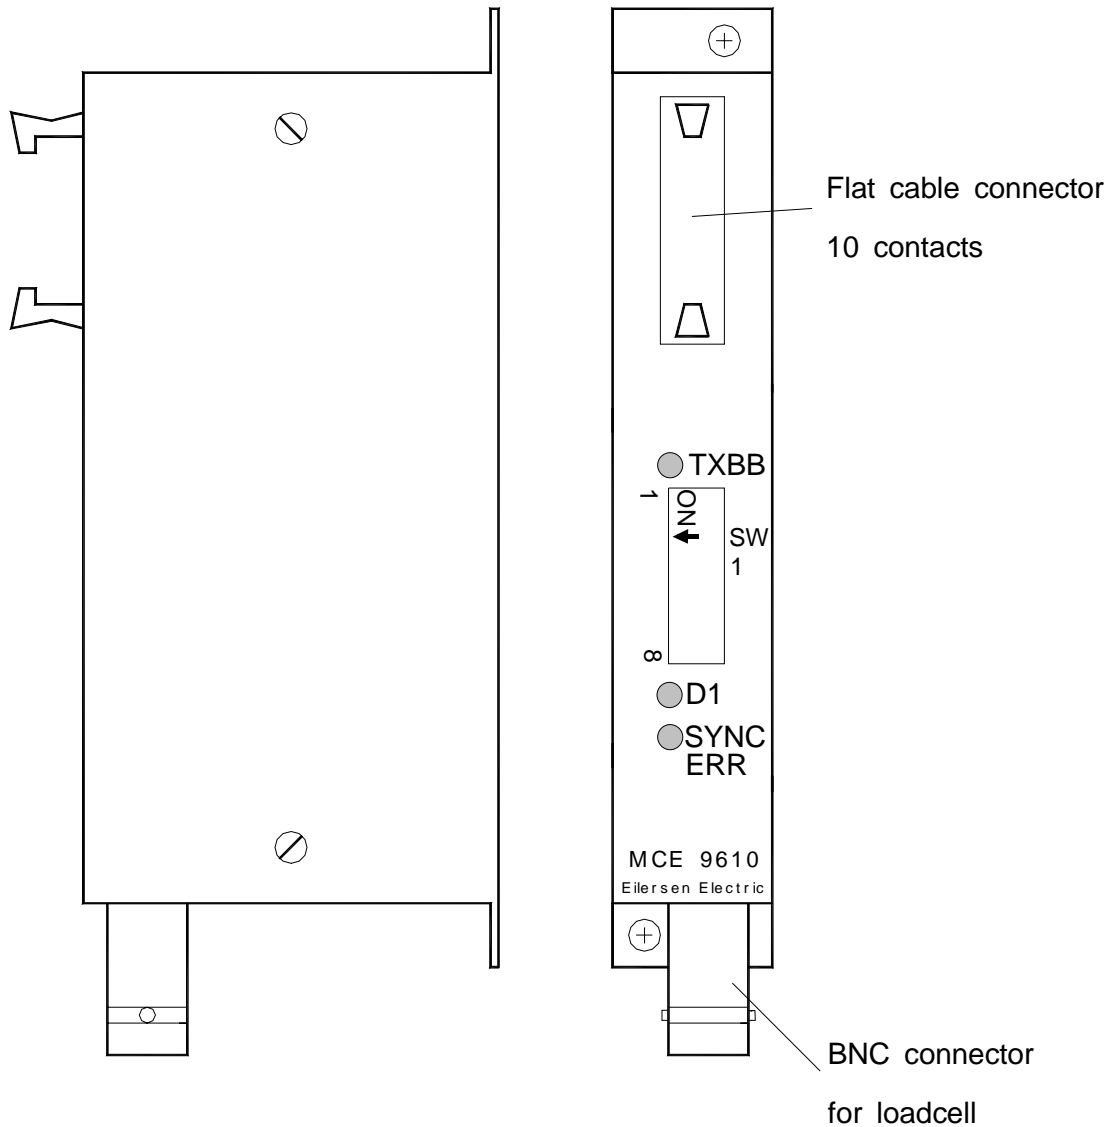 Flat cable connector
10 contacts
TXBB
1
ON
SW
1
8
D1
SYNC
ERR
MCE 9610
Eilersen Electric
BNC connector
for loadcell